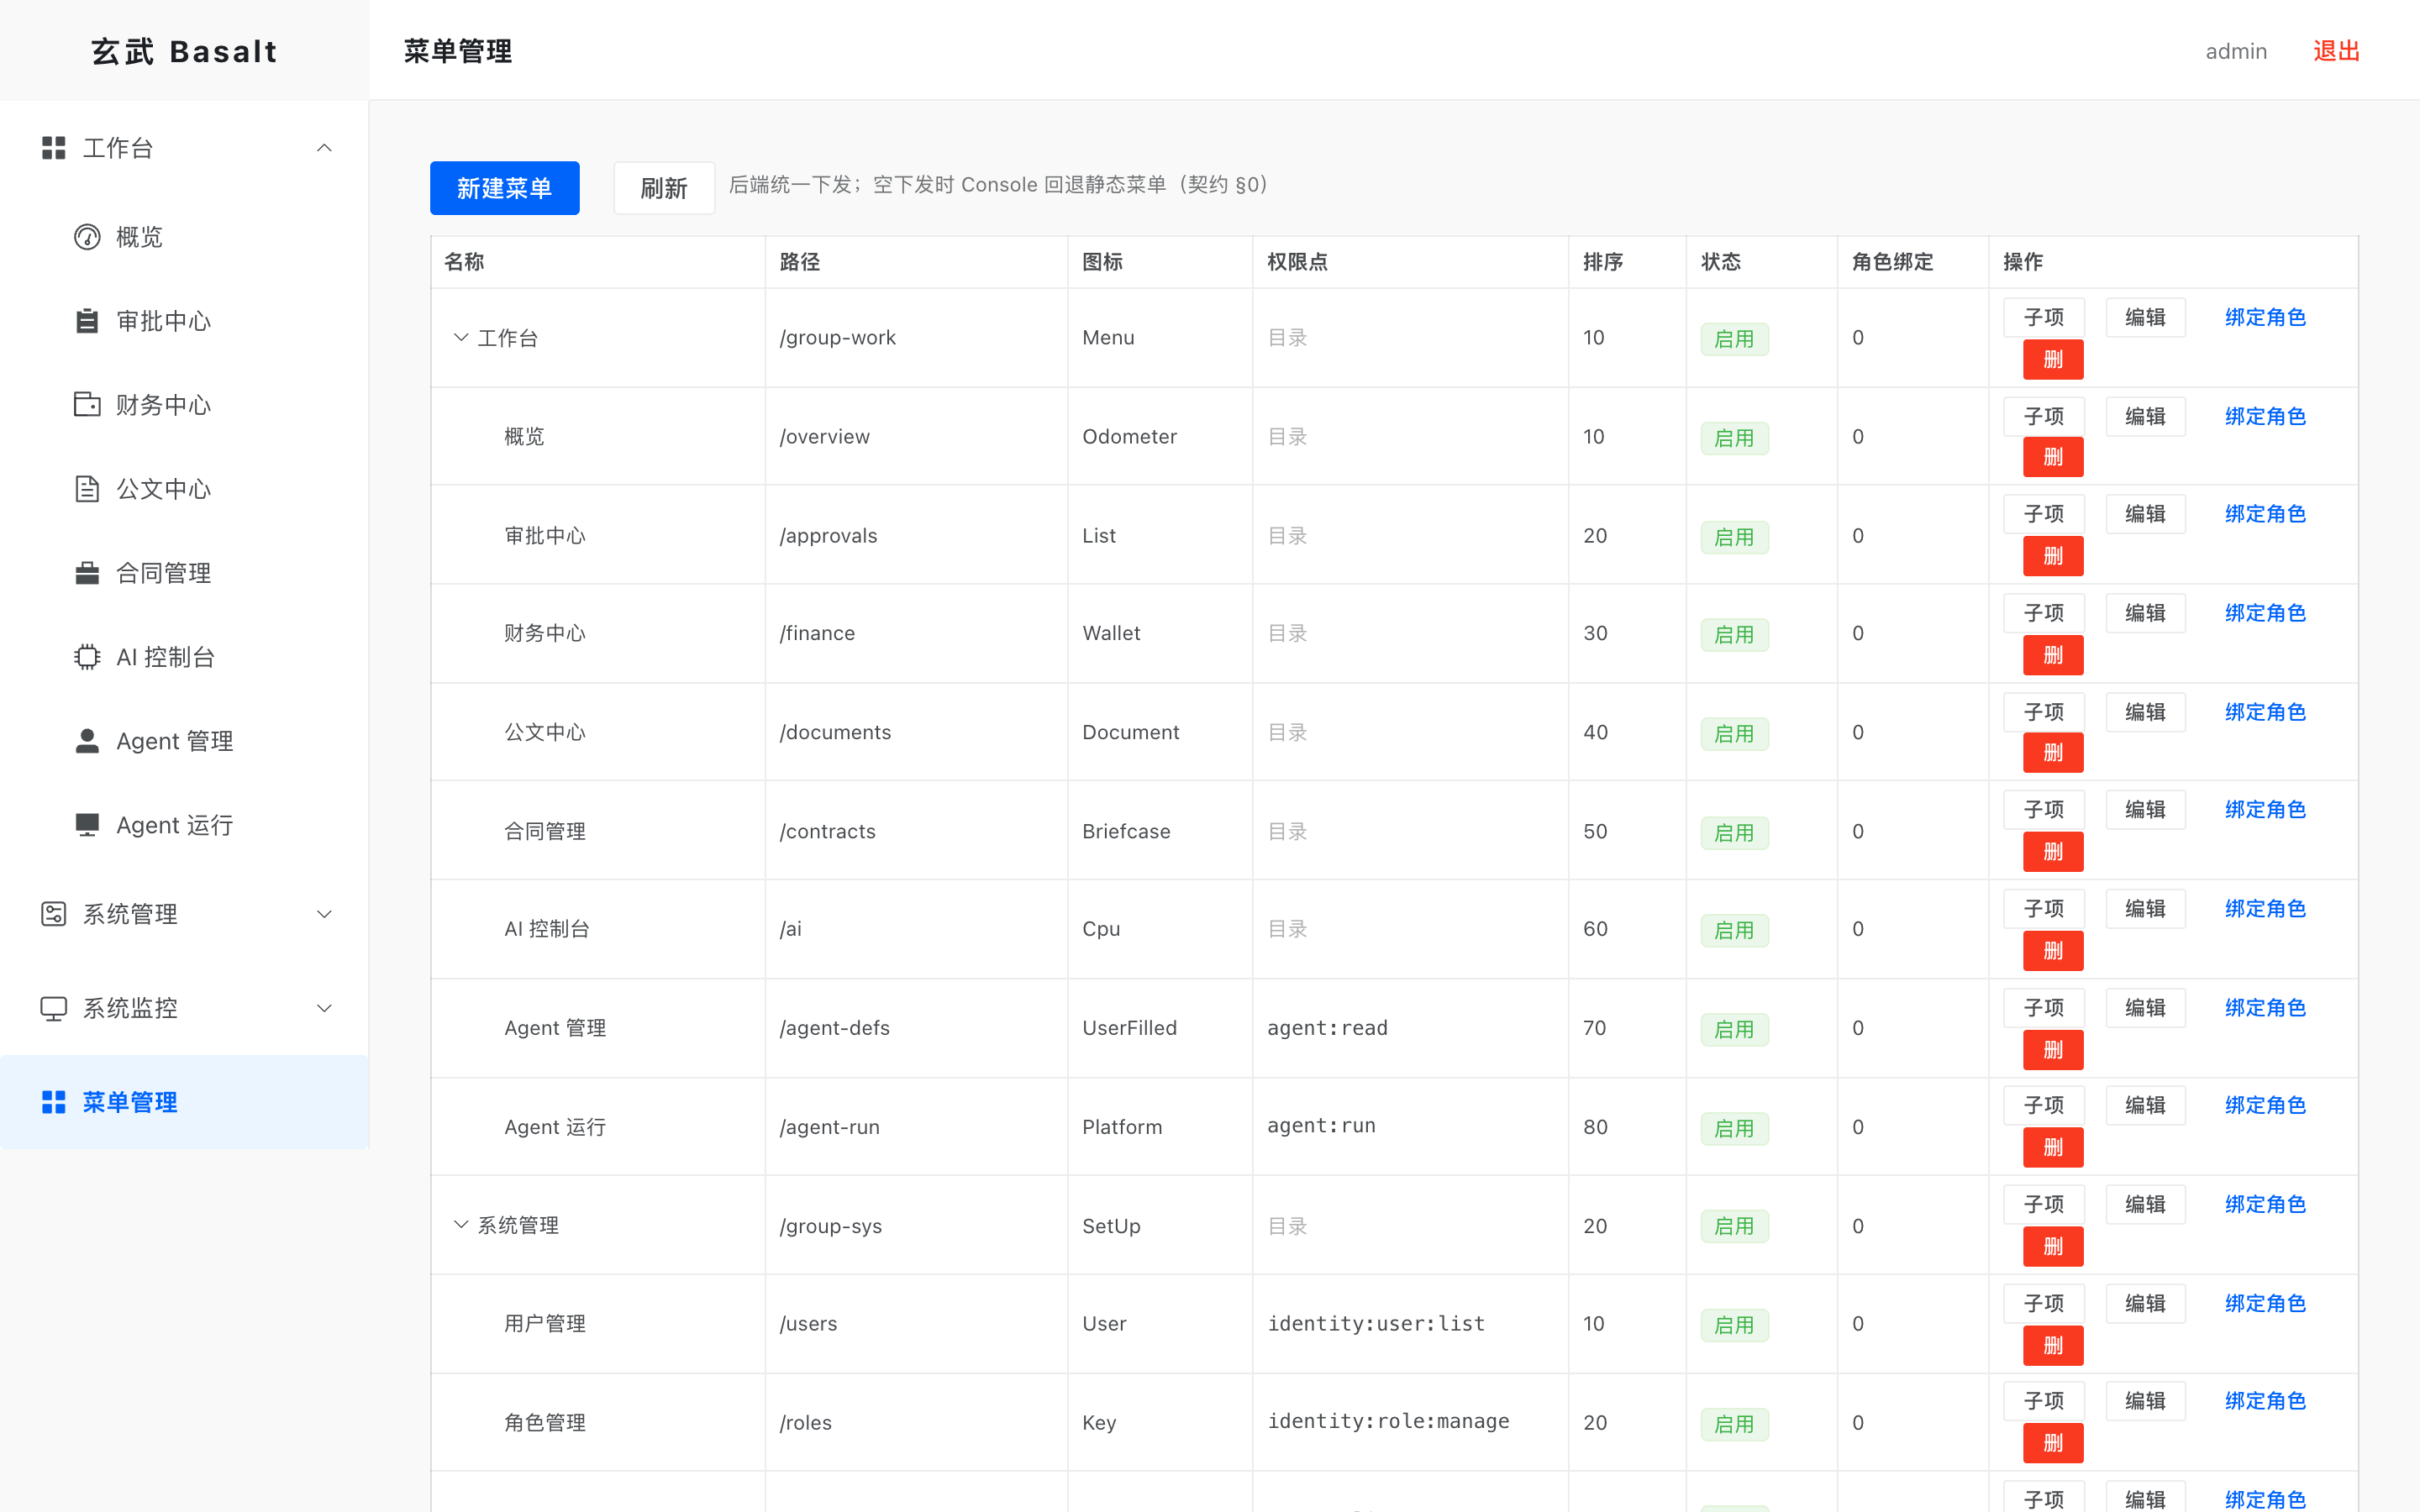 玄武 Basalt
菜单管理
admin
退出
工作台
概览
审批中心
财务中心
公文中心
合同管理
AI 控制台
Agent 管理
Agent 运行
系统管理
系统监控
菜单管理
新建菜单 刷新 后端统一下发；空下发时 Console 回退静态菜单（契约 §0）
名称 路径 图标 权限点 排序 状态 角色绑定 操作
工作台 /group-work Menu 目录 10 启用 0 子项 编辑 绑定角色
删
概览 /overview Odometer 目录 10 启用 0 子项 编辑 绑定角色
删
审批中心 /approvals List 目录 20 启用 0 子项 编辑 绑定角色
删
财务中心 /finance Wallet 目录 30 启用 0 子项 编辑 绑定角色
删
公文中心 /documents Document 目录 40 启用 0 子项 编辑 绑定角色
删
合同管理 /contracts Briefcase 目录 50 启用 0 子项 编辑 绑定角色
删
AI 控制台 /ai Cpu 目录 60 启用 0 子项 编辑 绑定角色
删
Agent 管理 /agent-defs UserFilled agent:read 70 启用 0 子项 编辑 绑定角色
删
Agent 运行 /agent-run Platform agent:run 80 启用 0 子项 编辑 绑定角色
删
系统管理 /group-sys SetUp 目录 20 启用 0 子项 编辑 绑定角色
删
用户管理 /users User identity:user:list 10 启用 0 子项 编辑 绑定角色
删
角色管理 /roles Key identity:role:manage 20 启用 0 子项 编辑 绑定角色
删
子项 编辑 绑定角色